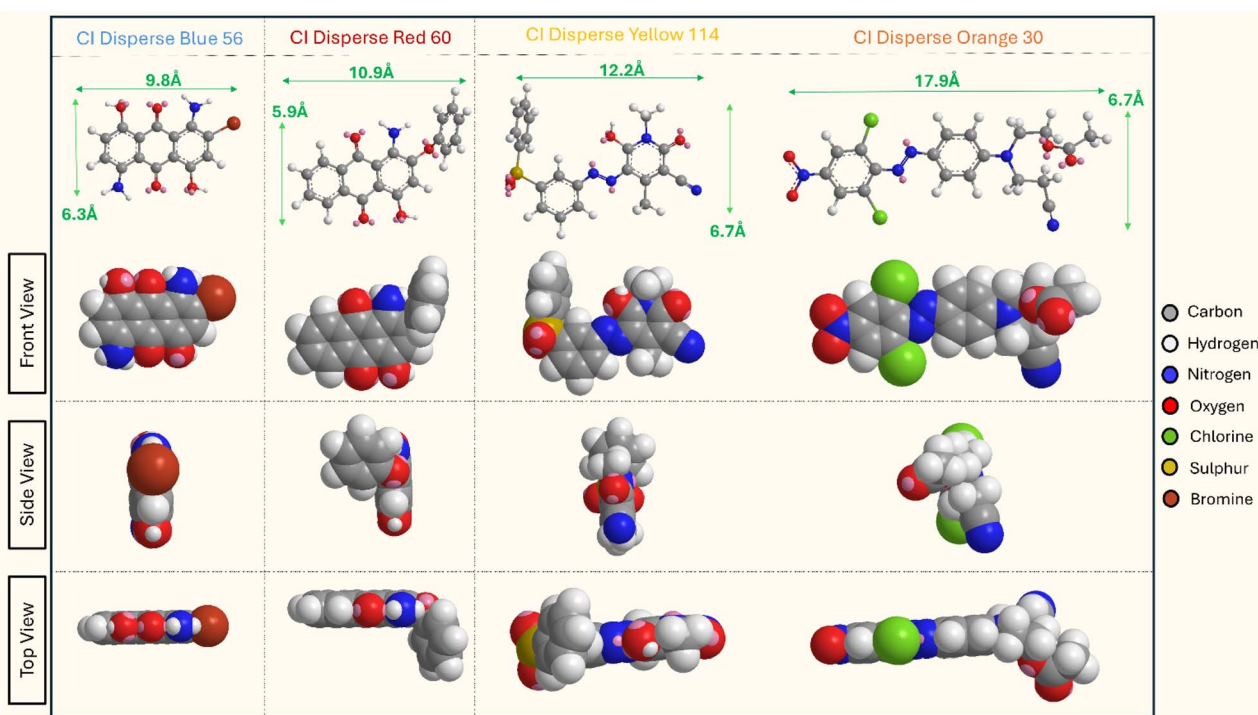 CI Disperse Blue 56
CI Disperse Red 60
CI Disperse Yellow 114
CI Disperse Orange 30
9.8Å
6.3Å
10.9Å
5.9Å
12.2Å
6.7Å
17.9Å
6.7Å
Front View
Side View
Top View
Carbon
Hydrogen
Nitrogen
Oxygen
Chlorine
Sulphur
Bromine